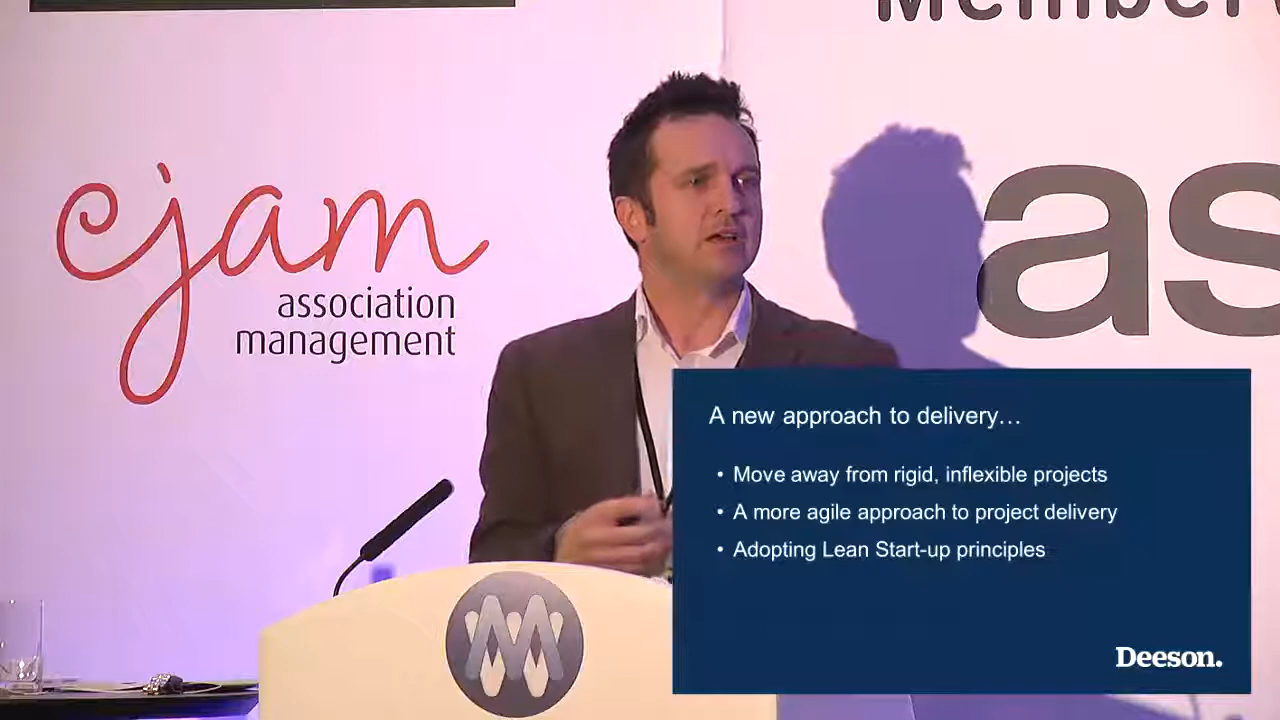 cjam
association
management
as
A new approach to delivery…
• Move away from rigid, inflexible projects
• A more agile approach to project delivery
• Adopting Lean Start-up principles
Deeson.